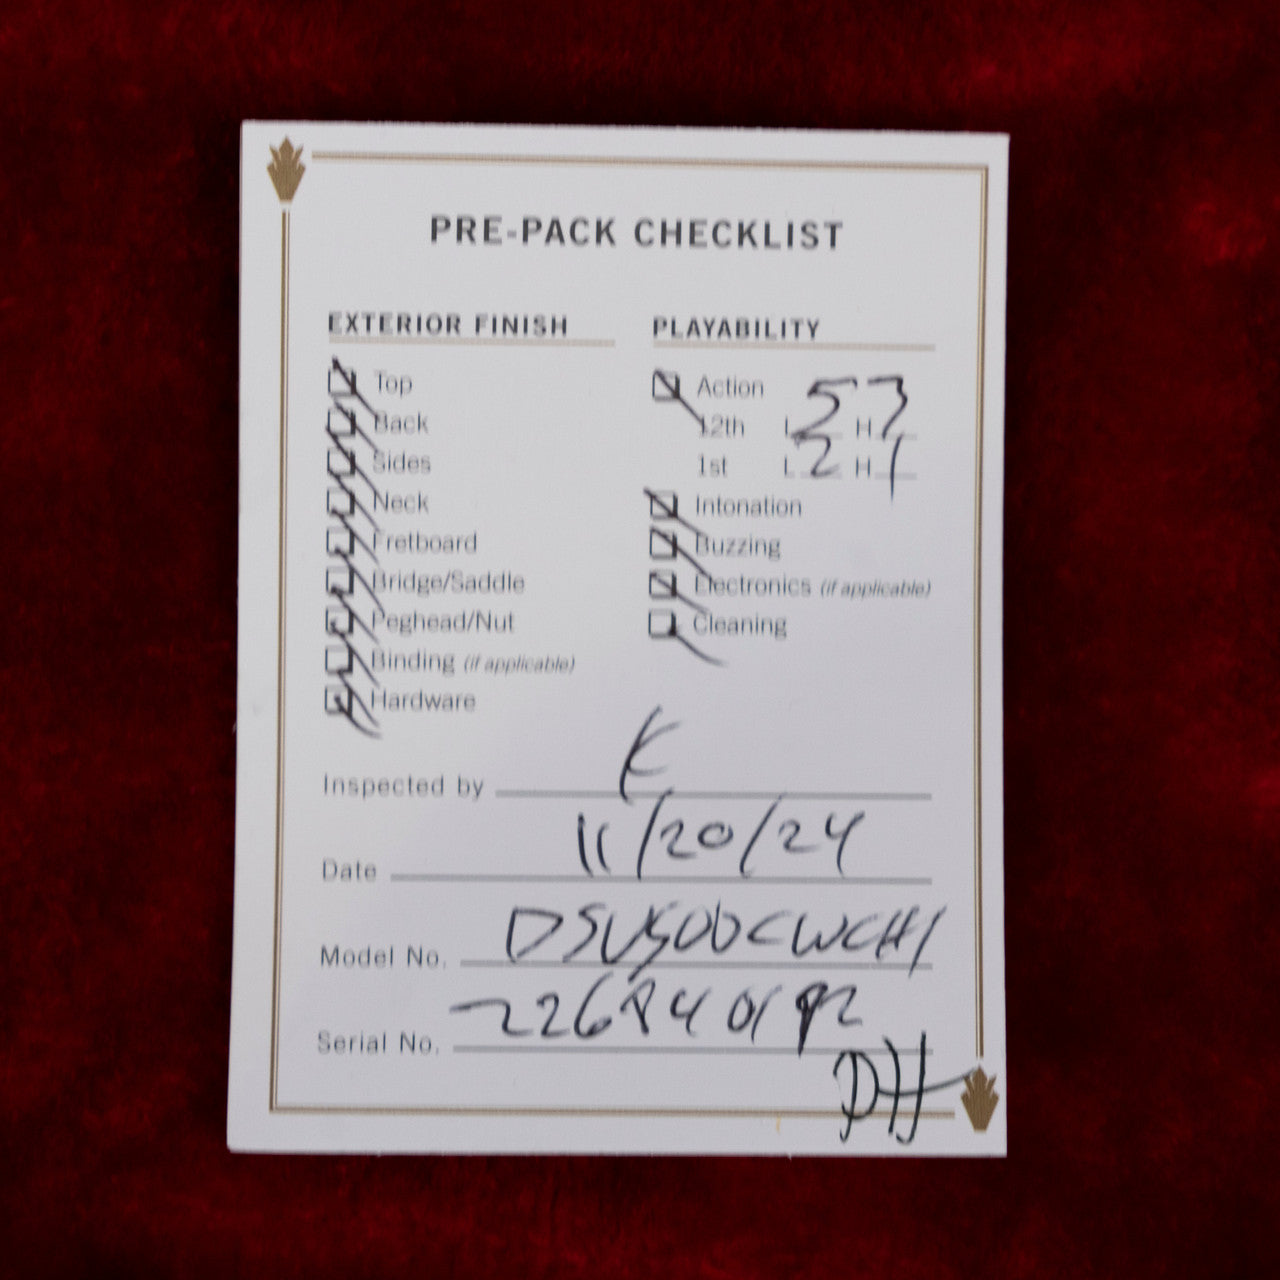 PRE-PACK CHECKLIST
EXTERIOR FINISH
Top
Back
Sides
Neck
Fretboard
Bridge/Saddle
Peghead/Nut
Binding (if applicable)
Hardware
PLAYABILITY
Action
12th L 5 H 7
1st L 2 H 1
Intonation
Buzzing
Electronics (if applicable)
Cleaning
Inspected by K
Date 11/20/24
Model No.
Serial No.
DH